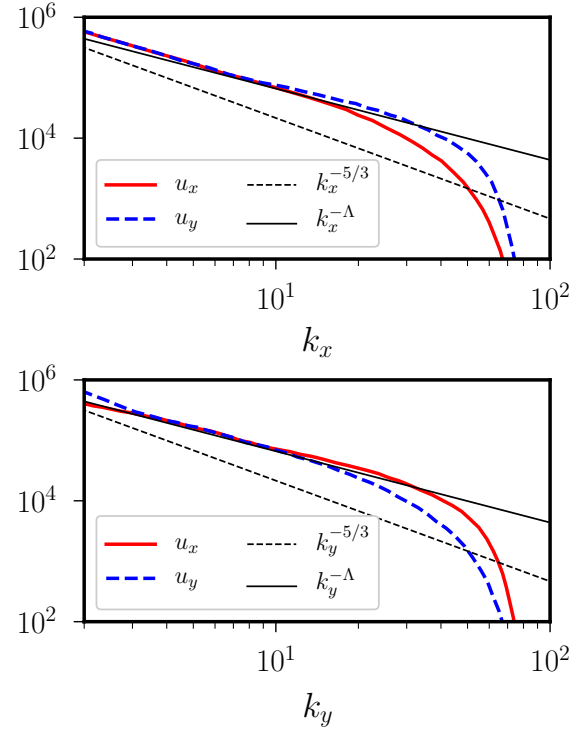 10^6
10^4
10^2
u_x
k_x^{-5/3}
u_y
k_x^{-Λ}
10^1
10^2
k_x
10^6
10^4
10^2
u_x
k_y^{-5/3}
u_y
k_y^{-Λ}
10^1
10^2
k_y